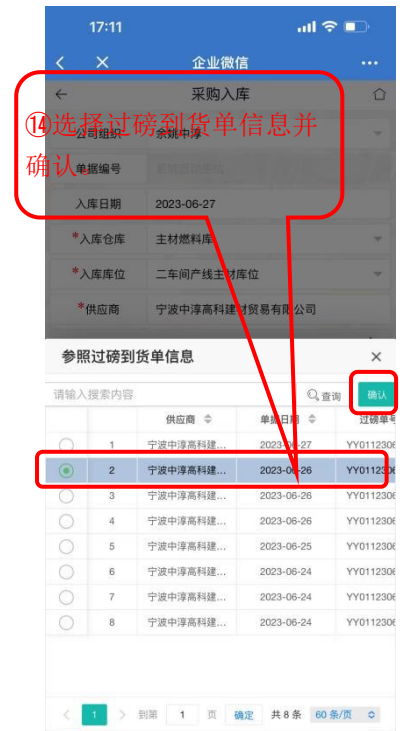 17:11
企业微信
采购入库
⑭选择过磅到货单信息并
确认。
公司组织 余姚中淳
单据编号
入库日期 2023-06-27
*入库仓库 主材燃料库
*入库库位 二车间产线主材库位
*供应商 宁波中淳高科建材贸易有限公司
参照过磅到货单信息
请输入搜索内容 查询 确认
供应商 单据日期 过磅单号
1 宁波中淳高科建... 2023-06-27 YY0112306
2 宁波中淳高科建... 2023-06-26 YY0112306
3 宁波中淳高科建... 2023-06-26 YY0112306
4 宁波中淳高科建... 2023-06-26 YY0112306
5 宁波中淳高科建... 2023-06-25 YY0112306
6 宁波中淳高科建... 2023-06-24 YY0112306
7 宁波中淳高科建... 2023-06-24 YY0112306
8 宁波中淳高科建... 2023-06-24 YY0112306
1 到第 1 页 确定 共 8 条 60 条/页